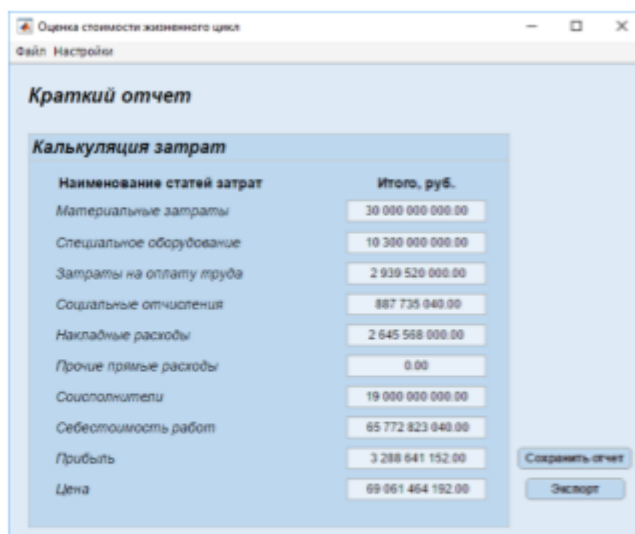 Оценка стоимости жизненного цикл
Файл Настройки
Краткий отчет
Калькуляция затрат
Наименование статей затрат Итого, руб.
Материальные затраты 30 000 000 000.00
Специальное оборудование 10 300 000 000.00
Затраты на оплату труда 2 939 520 000.00
Социальные отчисления 887 735 040.00
Накладные расходы 2 645 568 000.00
Прочие прямые расходы 0.00
Соисполнители 19 000 000 000.00
Себестоимость работ 65 772 823 040.00
Прибыль 3 288 641 152.00
Сохранить отчет
Цена 69 061 464 192.00
Экспорт